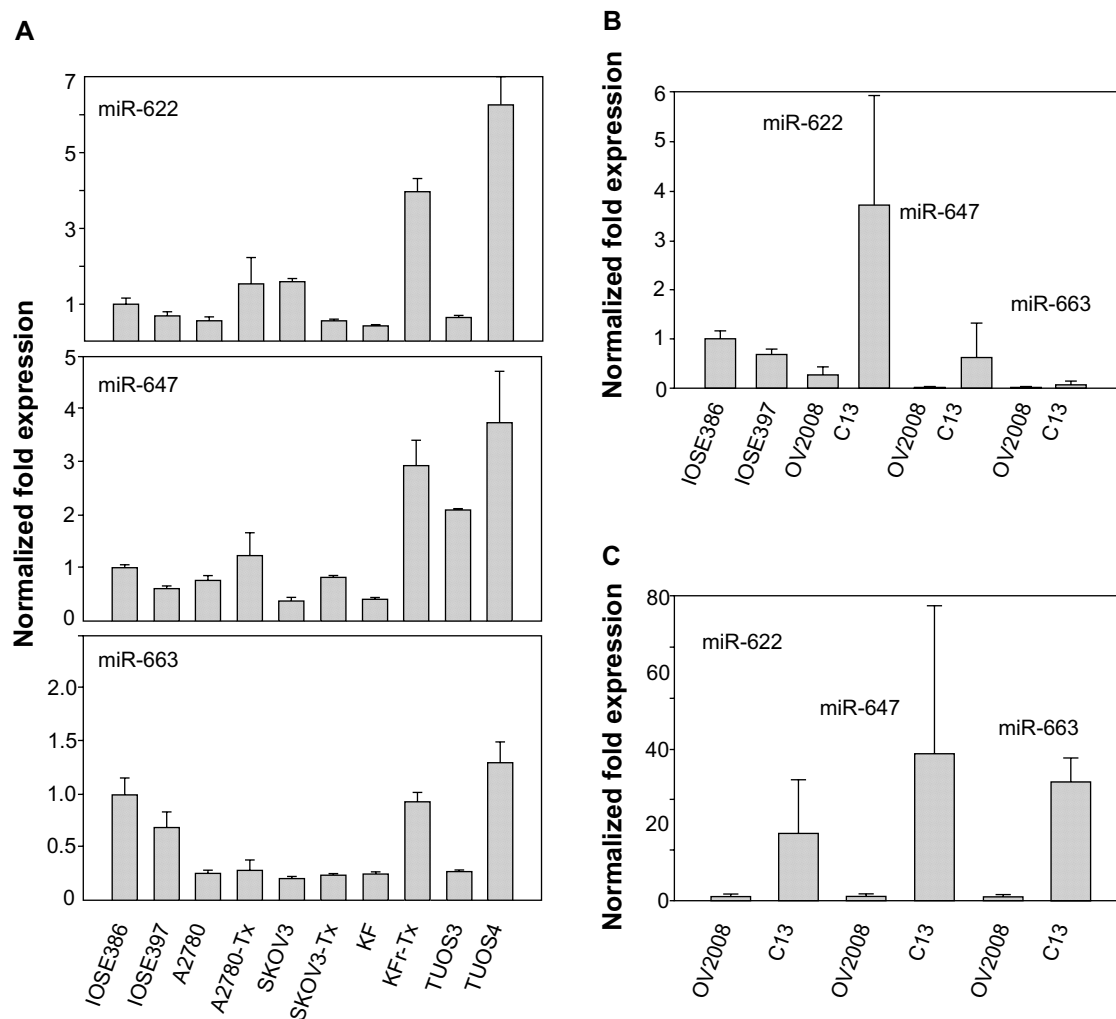 A
Normalized fold expression
miR-622
7
5
3
1
miR-647
5
4
3
2
1
0
miR-663
2.0
1.5
1.0
0.5
0
IOSE386
IOSE397
A2780
A2780-Tx
SKOV3
SKOV3-Tx
KF
KFr-Tx
TUOS3
TUOS4
B
Normalized fold expression
6
5
4
3
2
1
0
miR-622
miR-647
miR-663
IOSE386
IOSE397
OV2008
C13
OV2008
C13
OV2008
C13
C
Normalized fold expression
80
60
40
20
0
miR-622
miR-647
miR-663
OV2008
C13
OV2008
C13
OV2008
C13